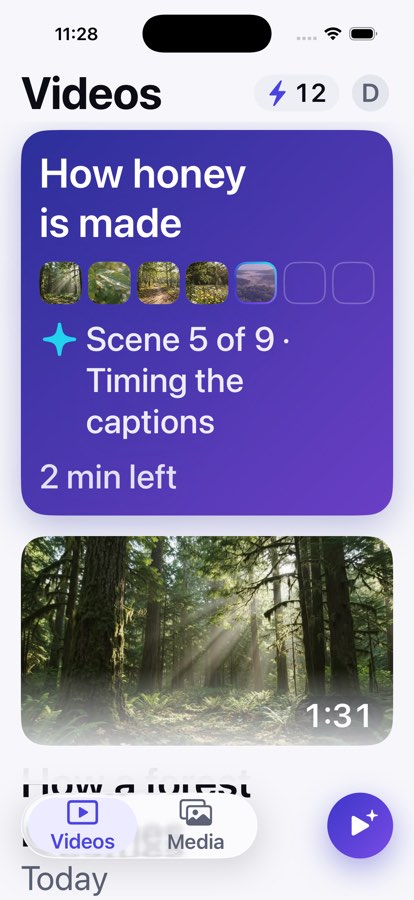 11:28
Videos
12
D
How honey
is made
Scene 5 of 9 ·
Timing the
captions
2 min left
1:31
How a forest
Videos
Media
Today